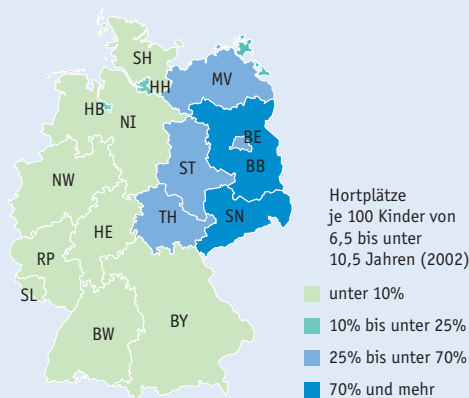 SH
HH
MV
HB
NI
BE
BB
ST
NW
TH
SN
HE
RP
SL
BW
BY
Hortplätze
je 100 Kinder von
6,5 bis unter
10,5 Jahren (2002)
unter 10%
10% bis unter 25%
25% bis unter 70%
70% und mehr